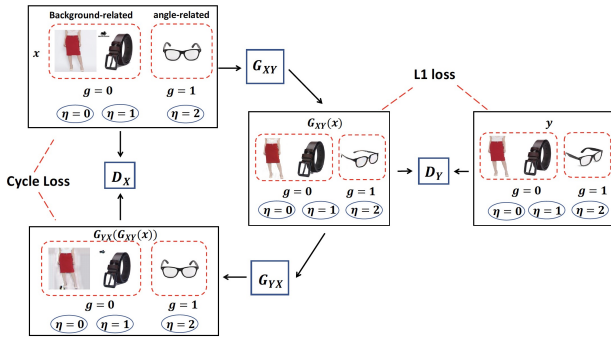 Background-related angle-related
x
g = 0 g = 1
η = 0 η = 1 η = 2
G_XY
L1 loss
G_XY(x)
g = 0 g = 1
η = 0 η = 1 η = 2
y
g = 0 g = 1
η = 0 η = 1 η = 2
D_X
D_Y
Cycle Loss
G_YX(G_XY(x))
g = 0 g = 1
η = 0 η = 1 η = 2
G_YX